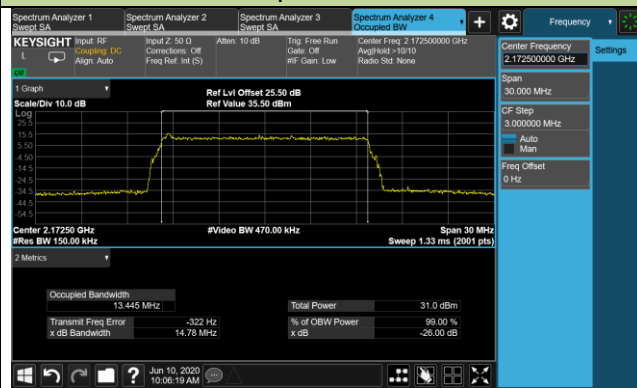 Spectrum Analyzer 1
Swept SA
Spectrum Analyzer 2
Swept SA
Spectrum Analyzer 3
Swept SA
Spectrum Analyzer 4
Occupied BW
+
Frequency
KEYSIGHT
L
Input: RF
Coupling: DC
Align: Auto
Input Z: 50 Ω
Corrections: Off
Freq Ref: Int (S)
Atten: 10 dB
Trig: Free Run
Gate: Off
#IF Gain: Low
Center Freq: 2.172500000 GHz
Avg|Hold:>10/10
Radio Std: None
Center Frequency
2.172500000 GHz
Settings
Span
30.000 MHz
CF Step
3.000000 MHz
Auto
Man
Freq Offset
0 Hz
1 Graph
Scale/Div 10.0 dB
Ref Lvl Offset 25.50 dB
Ref Value 35.50 dBm
Log
25.5
15.5
5.50
-4.50
-14.5
-24.5
-34.5
-44.5
-54.5
Center 2.17250 GHz
#Res BW 150.00 kHz
#Video BW 470.00 kHz
Span 30 MHz
Sweep 1.33 ms (2001 pts)
2 Metrics
Occupied Bandwidth
13.445 MHz
Total Power 31.0 dBm
Transmit Freq Error -322 Hz
% of OBW Power 99.00 %
x dB Bandwidth 14.78 MHz
x dB -26.00 dB
?
Jun 10, 2020
10:06:19 AM